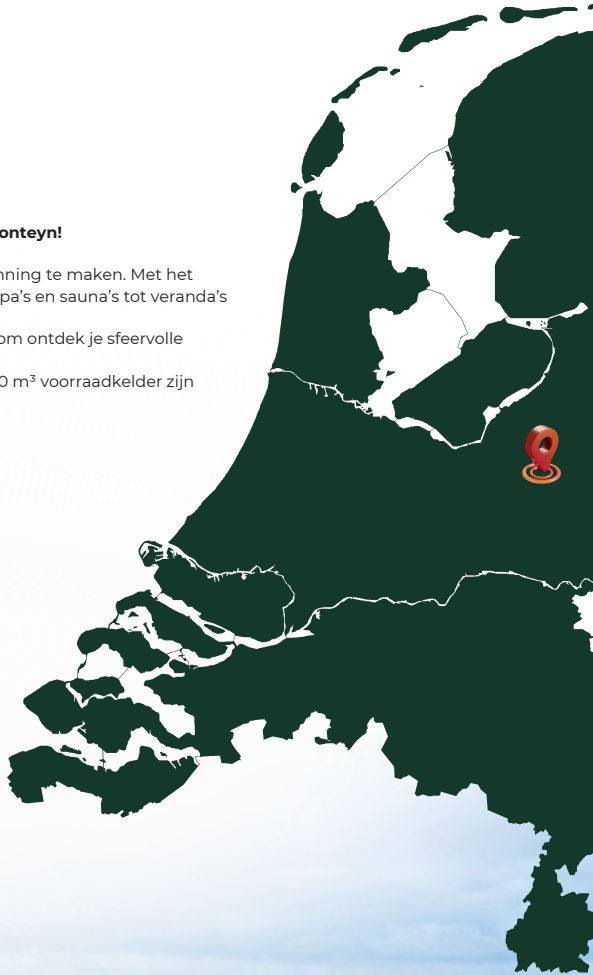 onteyn!
nning te maken. Met het
pa’s en sauna’s tot veranda’s
om ontdek je sfeervolle
0 m³ voorraadkelder zijn